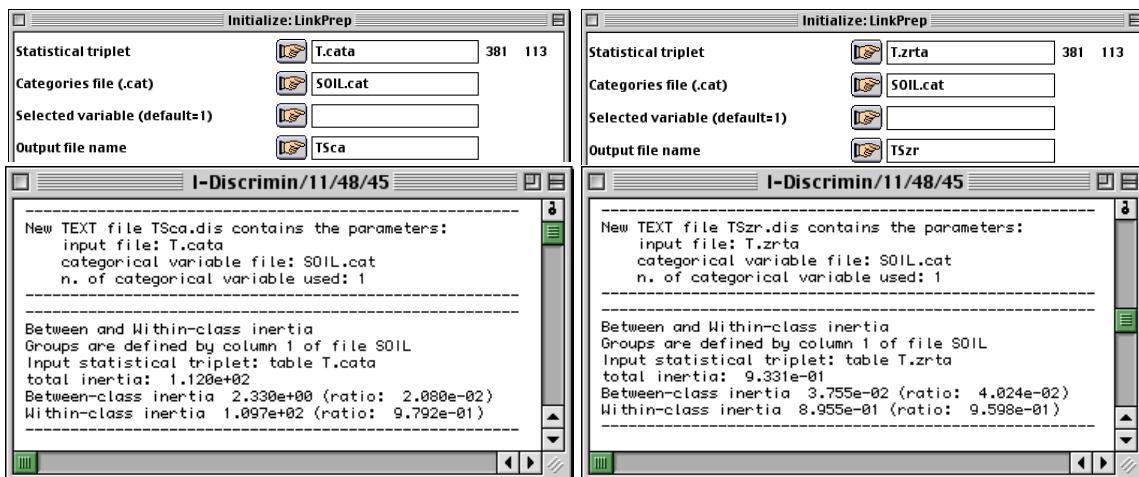 Initialize: LinkPrep
Statistical triplet T.cata 381 113
Categories file (.cat) SOIL.cat
Selected variable (default=1)
Output file name TSca
I-Discrimin/11/48/45
------------------------------------------------------
New TEXT file TSca.dis contains the parameters:
input file: T.cata
categorical variable file: SOIL.cat
n. of categorical variable used: 1
------------------------------------------------------
------------------------------------------------------
Between and Within-class inertia
Groups are defined by column 1 of file SOIL
Input statistical triplet: table T.cata
total inertia: 1.120e+02
Between-class inertia 2.330e+00 (ratio: 2.080e-02)
Within-class inertia 1.097e+02 (ratio: 9.792e-01)
------------------------------------------------------
Initialize: LinkPrep
Statistical triplet T.zrta 381 113
Categories file (.cat) SOIL.cat
Selected variable (default=1)
Output file name TSzr
I-Discrimin/11/48/45
------------------------------------------------------
New TEXT file TSzr.dis contains the parameters:
input file: T.zrta
categorical variable file: SOIL.cat
n. of categorical variable used: 1
------------------------------------------------------
------------------------------------------------------
Between and Within-class inertia
Groups are defined by column 1 of file SOIL
Input statistical triplet: table T.zrta
total inertia: 9.331e-01
Between-class inertia 3.755e-02 (ratio: 4.024e-02)
Within-class inertia 8.955e-01 (ratio: 9.598e-01)
------------------------------------------------------